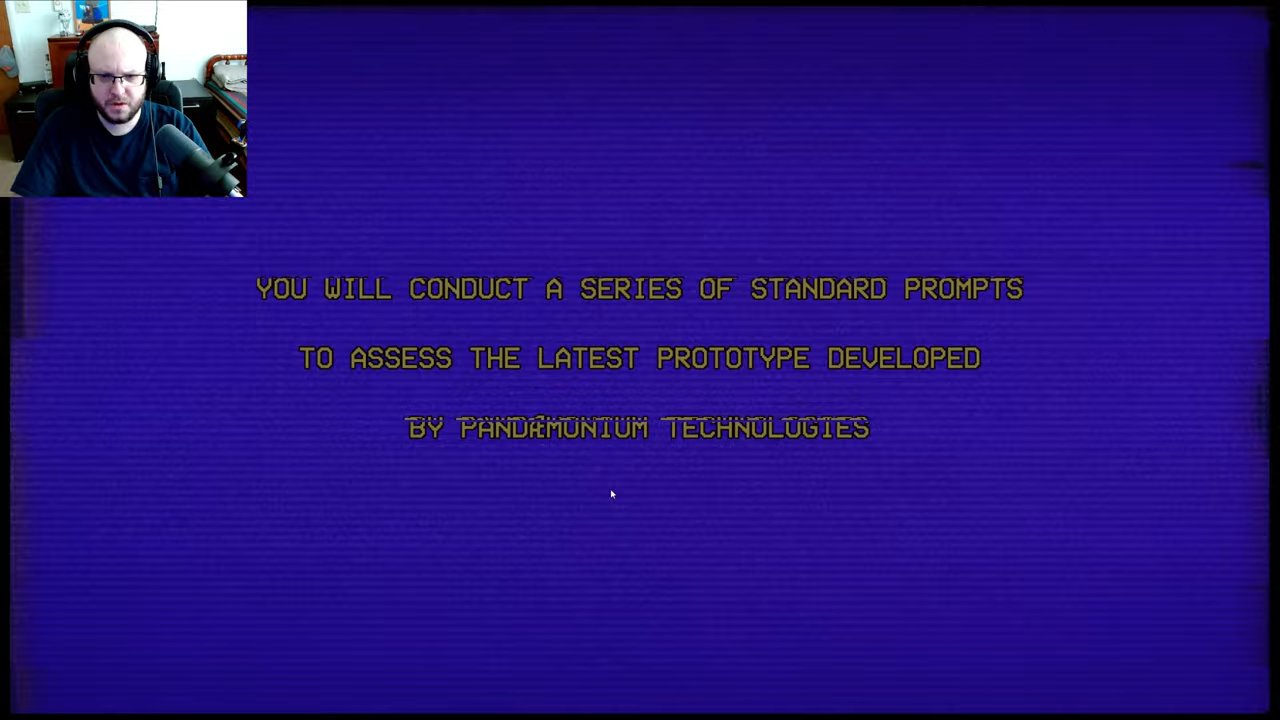 YOU WILL CONDUCT A SERIES OF STANDARD PROMPTS
TO ASSESS THE LATEST PROTOTYPE DEVELOPED
BY PANDÆMONIUM TECHNOLOGIES